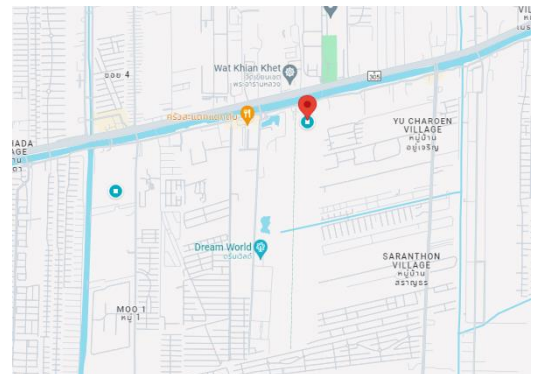 ซอย 4
Wat Khian Khet
วัดเขียนเขต
พระอารามหลวง
305
YU CHAROEN
VILLAGE
หมู่บ้าน
อยู่เจริญ
Dream World
ดรีมเวิลด์
SARANTHON
VILLAGE
หมู่บ้าน
สราญธร
MOO 1
หมู่ 1